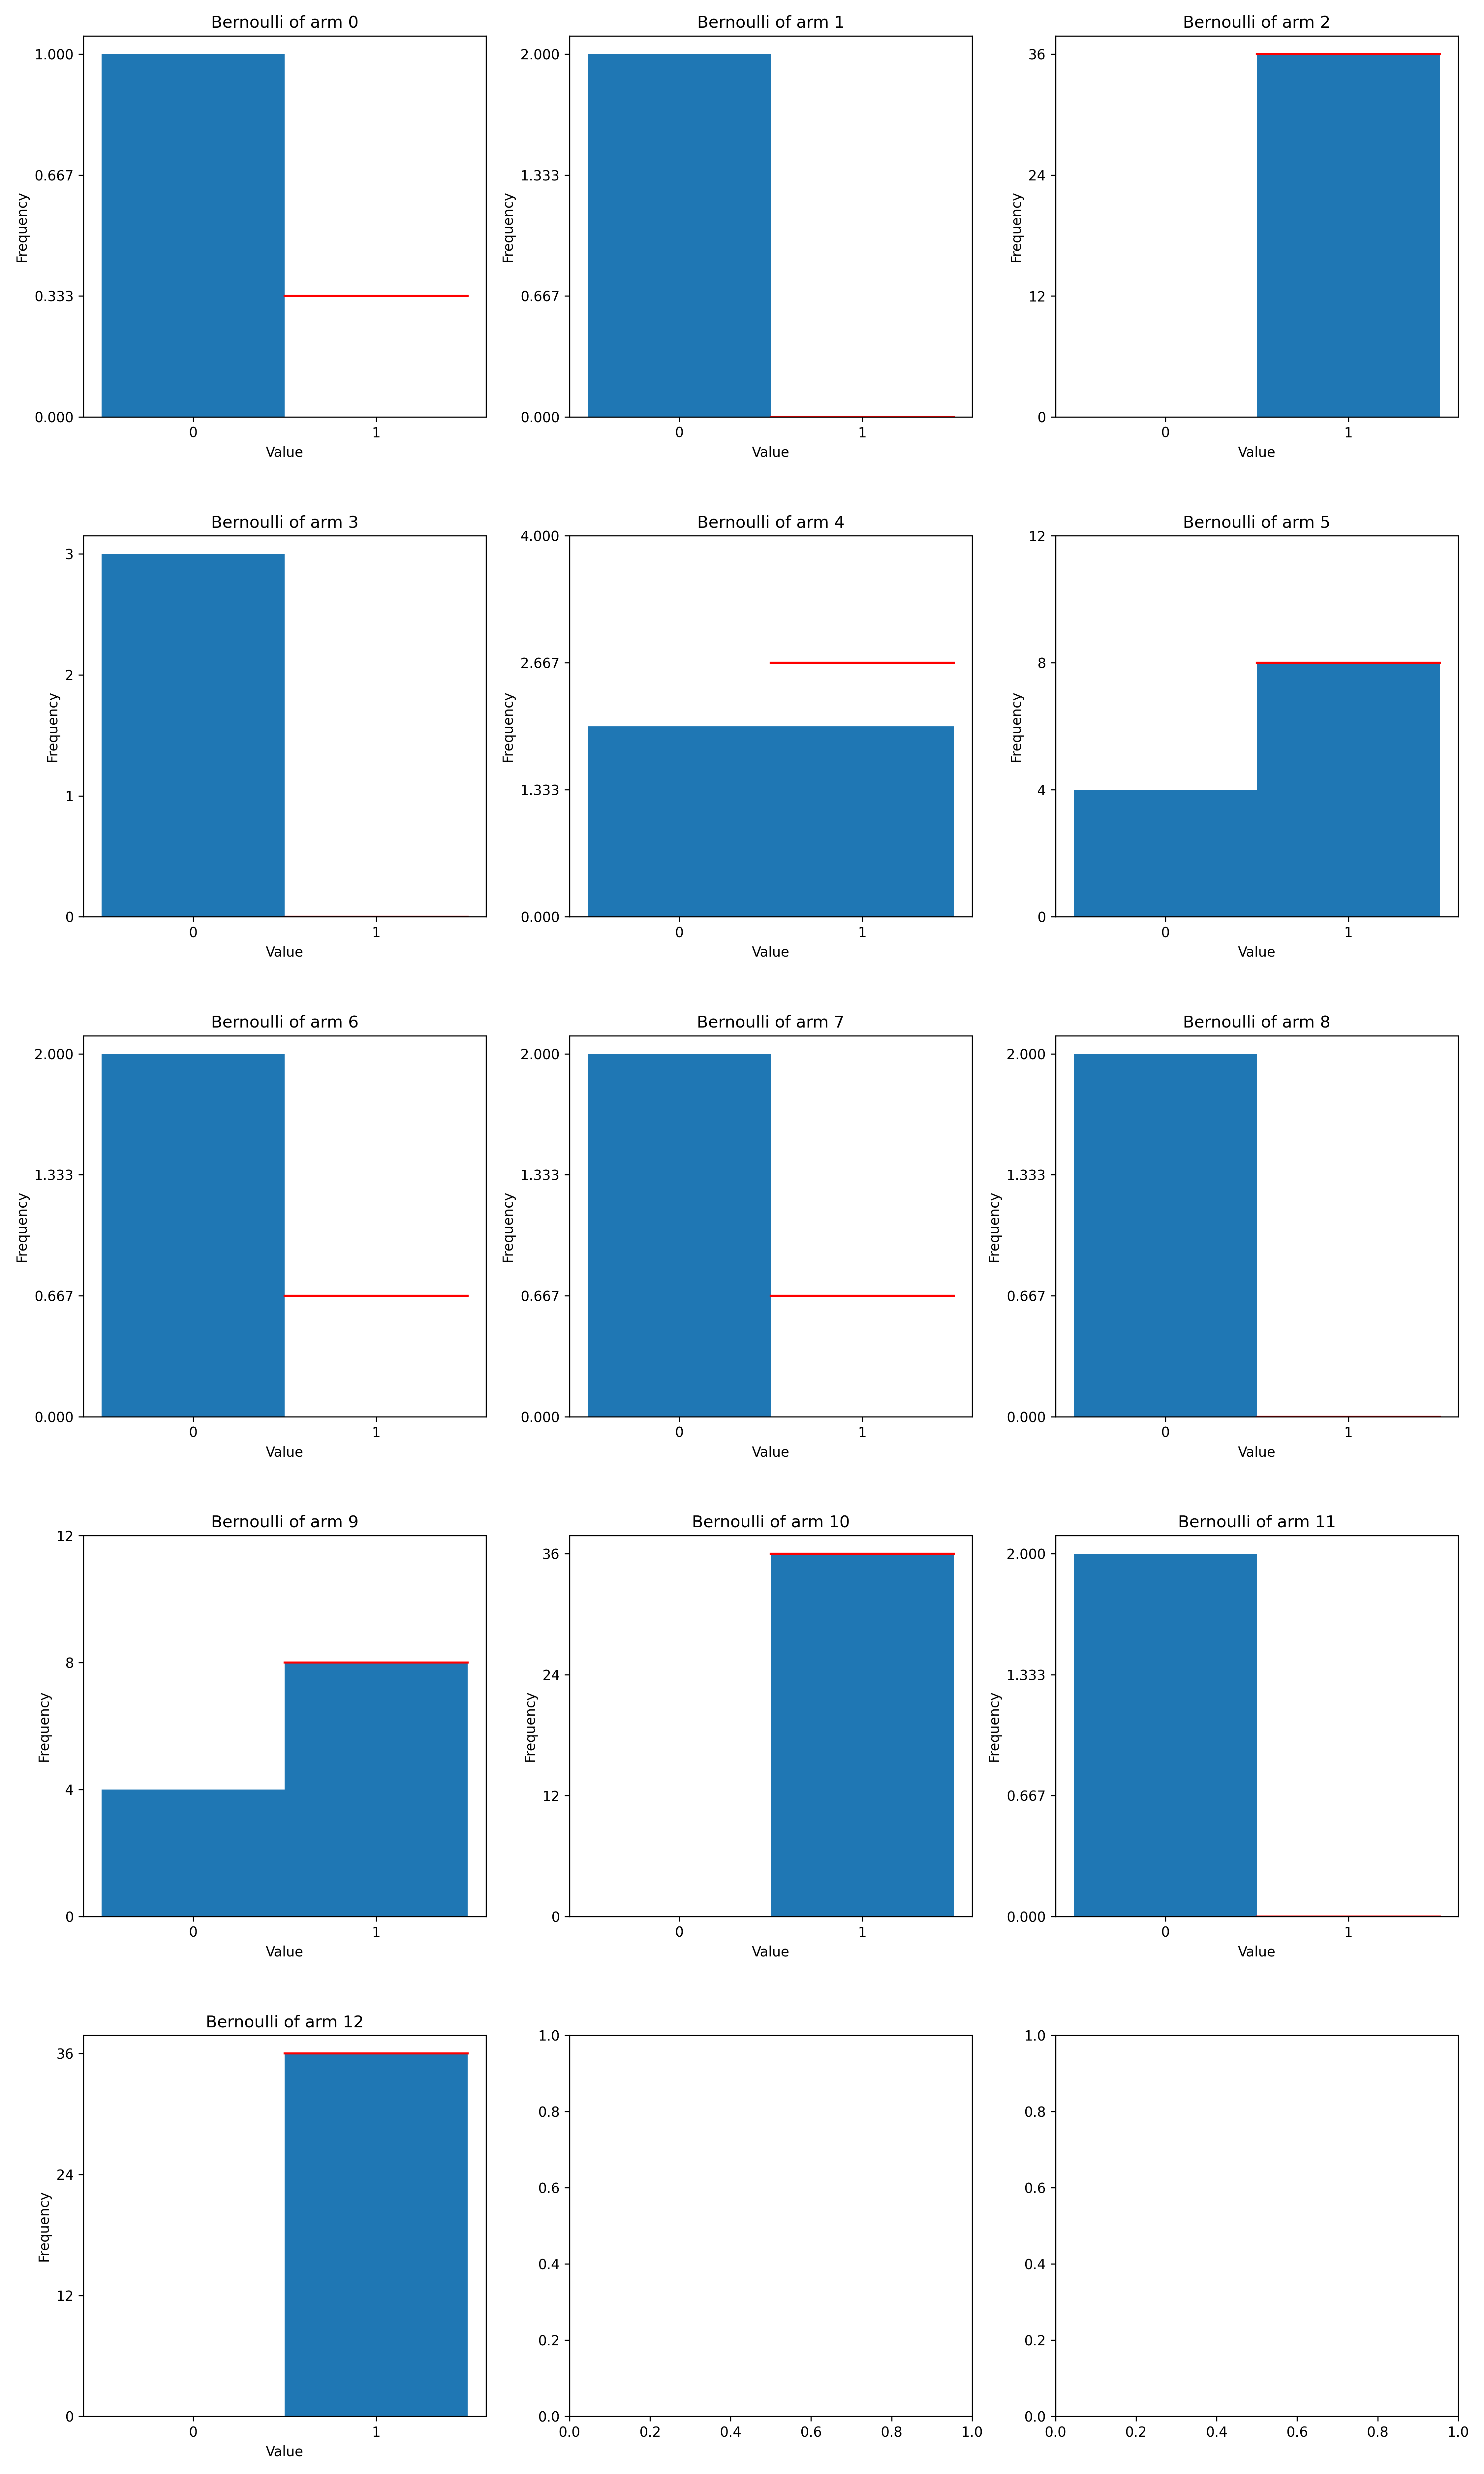 Bernoulli of arm 0
1.000
0.667
0.333
0.000
Frequency
0 1
Value
Bernoulli of arm 1
2.000
1.333
0.667
0.000
Frequency
0 1
Value
Bernoulli of arm 2
36
24
12
0
Frequency
0 1
Value
Bernoulli of arm 3
3
2
1
0
Frequency
0 1
Value
Bernoulli of arm 4
4.000
2.667
1.333
0.000
Frequency
0 1
Value
Bernoulli of arm 5
12
8
4
0
Frequency
0 1
Value
Bernoulli of arm 6
2.000
1.333
0.667
0.000
Frequency
0 1
Value
Bernoulli of arm 7
2.000
1.333
0.667
0.000
Frequency
0 1
Value
Bernoulli of arm 8
2.000
1.333
0.667
0.000
Frequency
0 1
Value
Bernoulli of arm 9
12
8
4
0
Frequency
0 1
Value
Bernoulli of arm 10
36
24
12
0
Frequency
0 1
Value
Bernoulli of arm 11
2.000
1.333
0.667
0.000
Frequency
0 1
Value
Bernoulli of arm 12
36
24
12
0
Frequency
0 1
Value
1.0
0.8
0.6
0.4
0.2
0.0
0.0 0.2 0.4 0.6 0.8 1.0
1.0
0.8
0.6
0.4
0.2
0.0
0.0 0.2 0.4 0.6 0.8 1.0